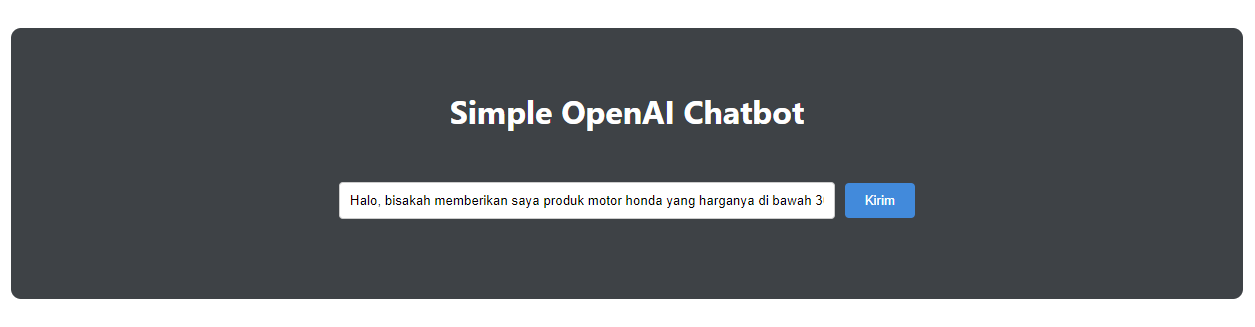 Simple OpenAI Chatbot
Halo, bisakah memberikan saya produk motor honda yang harganya di bawah 3
Kirim